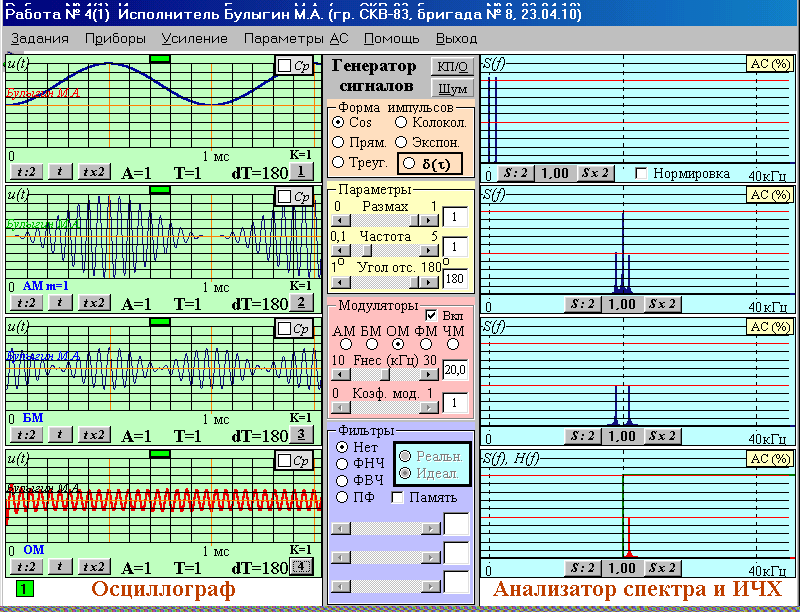 Работа № 4(1) Исполнитель Булыгин М.А. (гр. СКВ-83, бригада № 8, 23.04.10)
Задания Приборы Усиление Параметры АС Помощь Выход
u(t) Ср
Булыгин М.А.
0 1 мс K=1
t:2 t tx2 A=1 T=1 dT=180 1
u(t) Ср
Булыгин М.А.
0 AM m=1 1 мс K=1
t:2 t tx2 A=1 T=1 dT=180 2
u(t) Ср
Булыгин М.А.
0 БМ 1 мс K=1
t:2 t tx2 A=1 T=1 dT=180 3
u(t) Ср
Булыгин М.А.
0 ОМ 1 мс K=1
t:2 t tx2 A=1 T=1 dT=180 4
1 Осциллограф
Генератор сигналов
КП/О
Шум
Форма импульсов
Cos Колокол.
Прям. Экспон.
Треуг. δ(τ)
Параметры
0 Размах 1 1
0,1 Частота 5 1
1° Угол отс. 180° 180
Модуляторы Вкл
АМ БМ ОМ ФМ ЧМ
10 Fнес (кГц) 30 20,0
0 Коэф. мод. 1 1
Фильтры
Нет
ФНЧ
ФВЧ
ПФ
Реальн.
Идеал.
Память
S(f) АС (%)
0 S:2 1,00 Sx2 Нормировка 40кГц
S(f) АС (%)
0 S:2 1,00 Sx2 40кГц
S(f) АС (%)
0 S:2 1,00 Sx2 40кГц
S(f), H(f) АС (%)
0 S:2 1,00 Sx2 40кГц
Анализатор спектра и ИЧХ